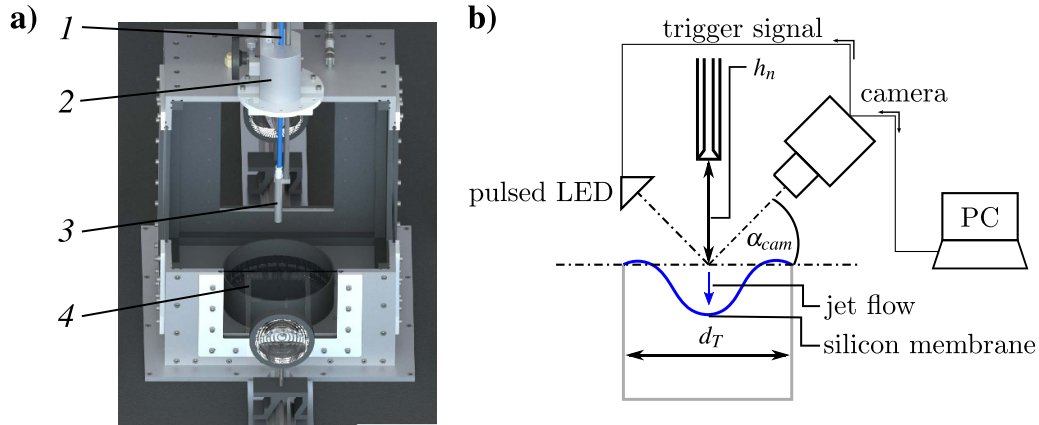 a)
1
2
3
4
b)
trigger signal
h_n
camera
pulsed LED
PC
α_cam
jet flow
d_T
silicon membrane